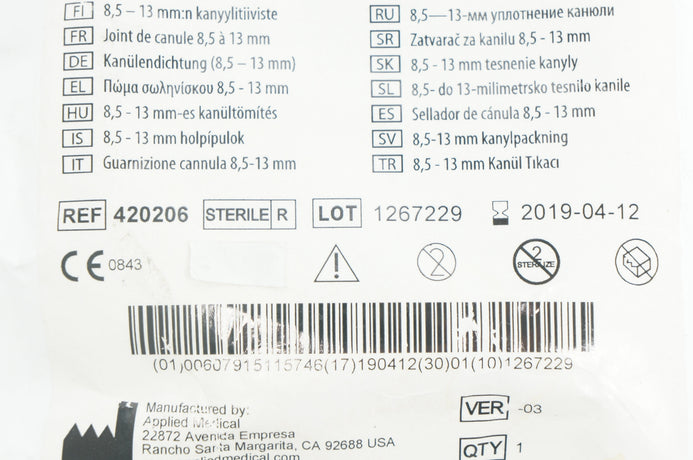 FI 8,5 – 13 mm:n kanyylitiiviste
FR Joint de canule 8,5 à 13 mm
DE Kanülendichtung (8,5 – 13 mm)
EL Πώμα σωληνίσκου 8,5 - 13 mm
HU 8,5 - 13 mm-es kanültömítés
IS 8,5 - 13 mm holpípulok
IT Guarnizione cannula 8,5-13 mm
RU 8,5—13-мм уплотнение канюли
SR Zatvarač za kanilu 8,5 - 13 mm
SK 8,5 - 13 mm tesnenie kanyly
SL 8,5- do 13-milimetrsko tesnilo kanile
ES Sellador de cánula 8,5 - 13 mm
SV 8,5-13 mm kanylpackning
TR 8,5 - 13 mm Kanül Tıkacı
REF 420206 STERILE R LOT 1267229 2019-04-12
CE 0843 2 2 STERILIZE
(01)00607915115746(17)190412(30)01(10)1267229
Manufactured by:
Applied Medical
22872 Avenida Empresa
Rancho Santa Margarita, CA 92688 USA
VER -03
QTY 1